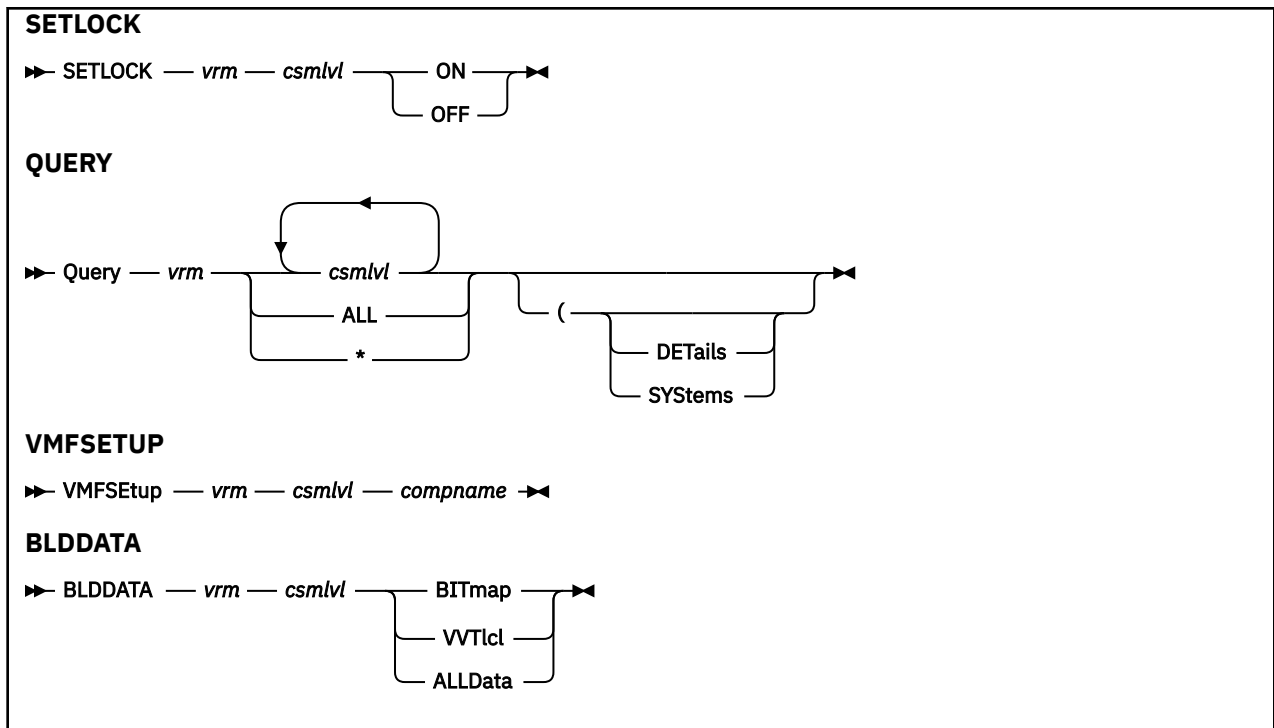 SETLOCK
SETLOCK vrm csmlvl ON
OFF
QUERY
Query vrm csmlvl
ALL (
* DETails
SYStems
VMFSETUP
VMFSEtup vrm csmlvl compname
BLDDATA
BLDDATA vrm csmlvl BITmap
VVTlcl
ALLData